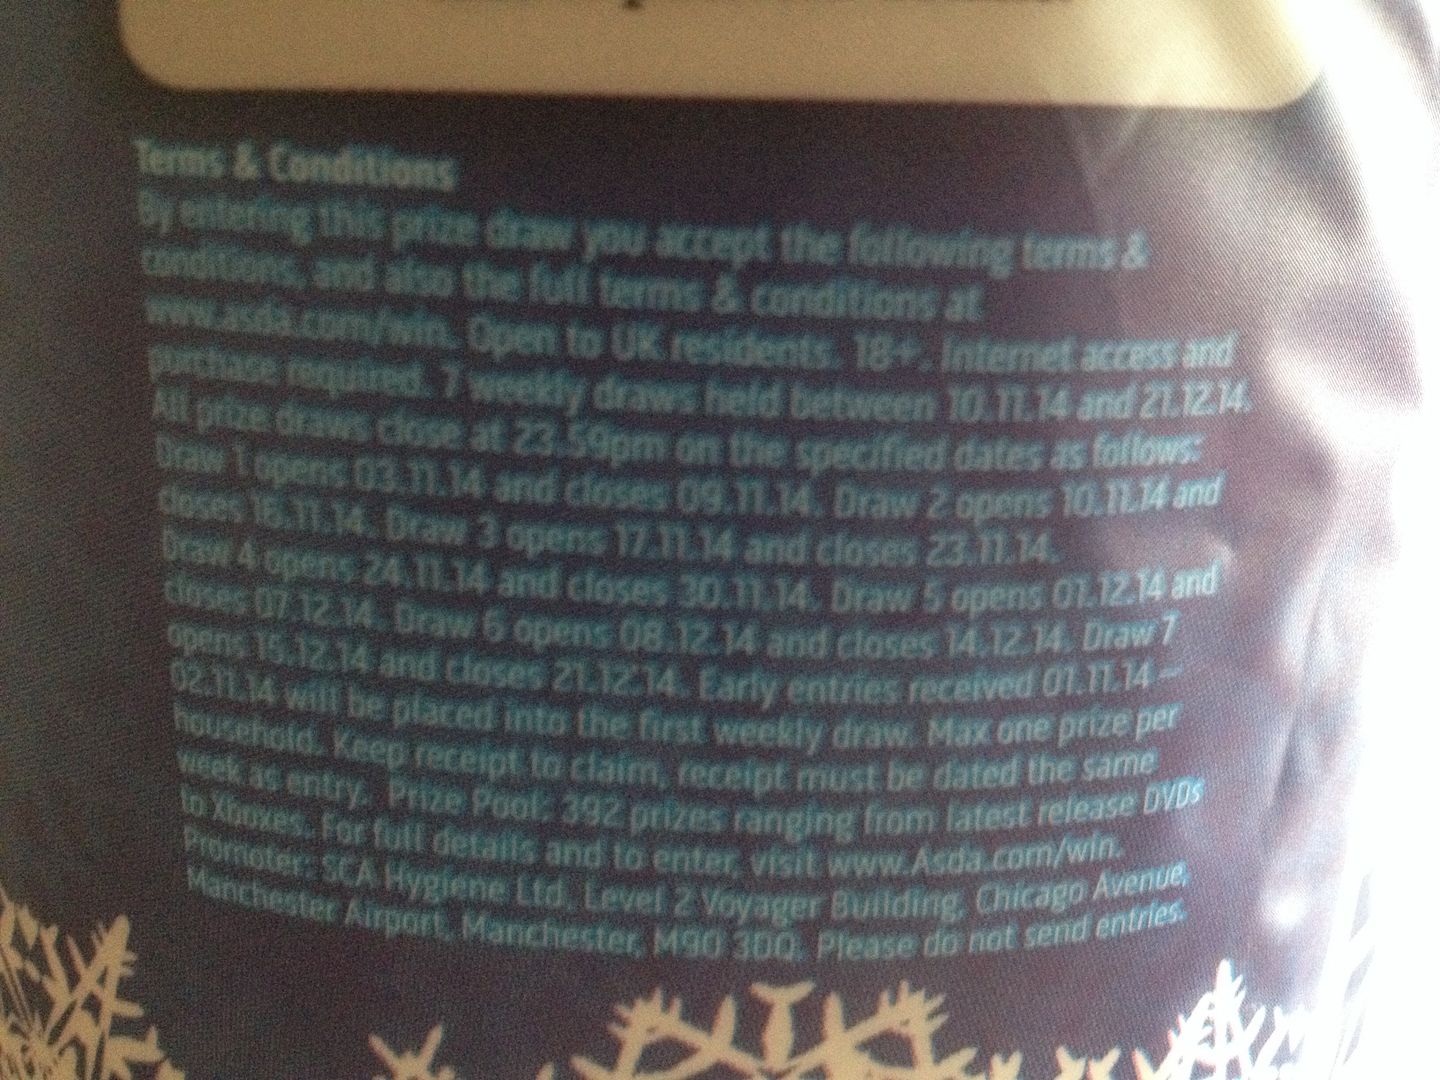 Terms & Conditions
By entering this prize draw you accept the following terms &
conditions, and also the full terms & conditions at
www.asda.com/win. Open to UK residents. 18+. Internet access and
purchase required. 7 weekly draws held between 10.11.14 and 21.12.14.
All prize draws close at 23.59pm on the specified dates as follows:
Draw 1 opens 03.11.14 and closes 09.11.14. Draw 2 opens 10.11.14 and
closes 16.11.14. Draw 3 opens 17.11.14 and closes 23.11.14.
Draw 4 opens 24.11.14 and closes 30.11.14. Draw 5 opens 01.12.14 and
closes 07.12.14. Draw 6 opens 08.12.14 and closes 14.12.14. Draw 7
opens 16.12.14 and closes 21.12.14. Early entries received 01.11.14 –
02.11.14 will be placed into the first weekly draw. Max one prize per
household. Keep receipt to claim, receipt must be dated the same
week as entry. Prize Pool: 392 prizes ranging from latest release DVDs
to Xboxes. For full details and to enter, visit www.Asda.com/win.
Promoter: SCA Hygiene Ltd, Level 2 Voyager Building, Chicago Avenue,
Manchester Airport, Manchester, M90 3DQ. Please do not send entries.